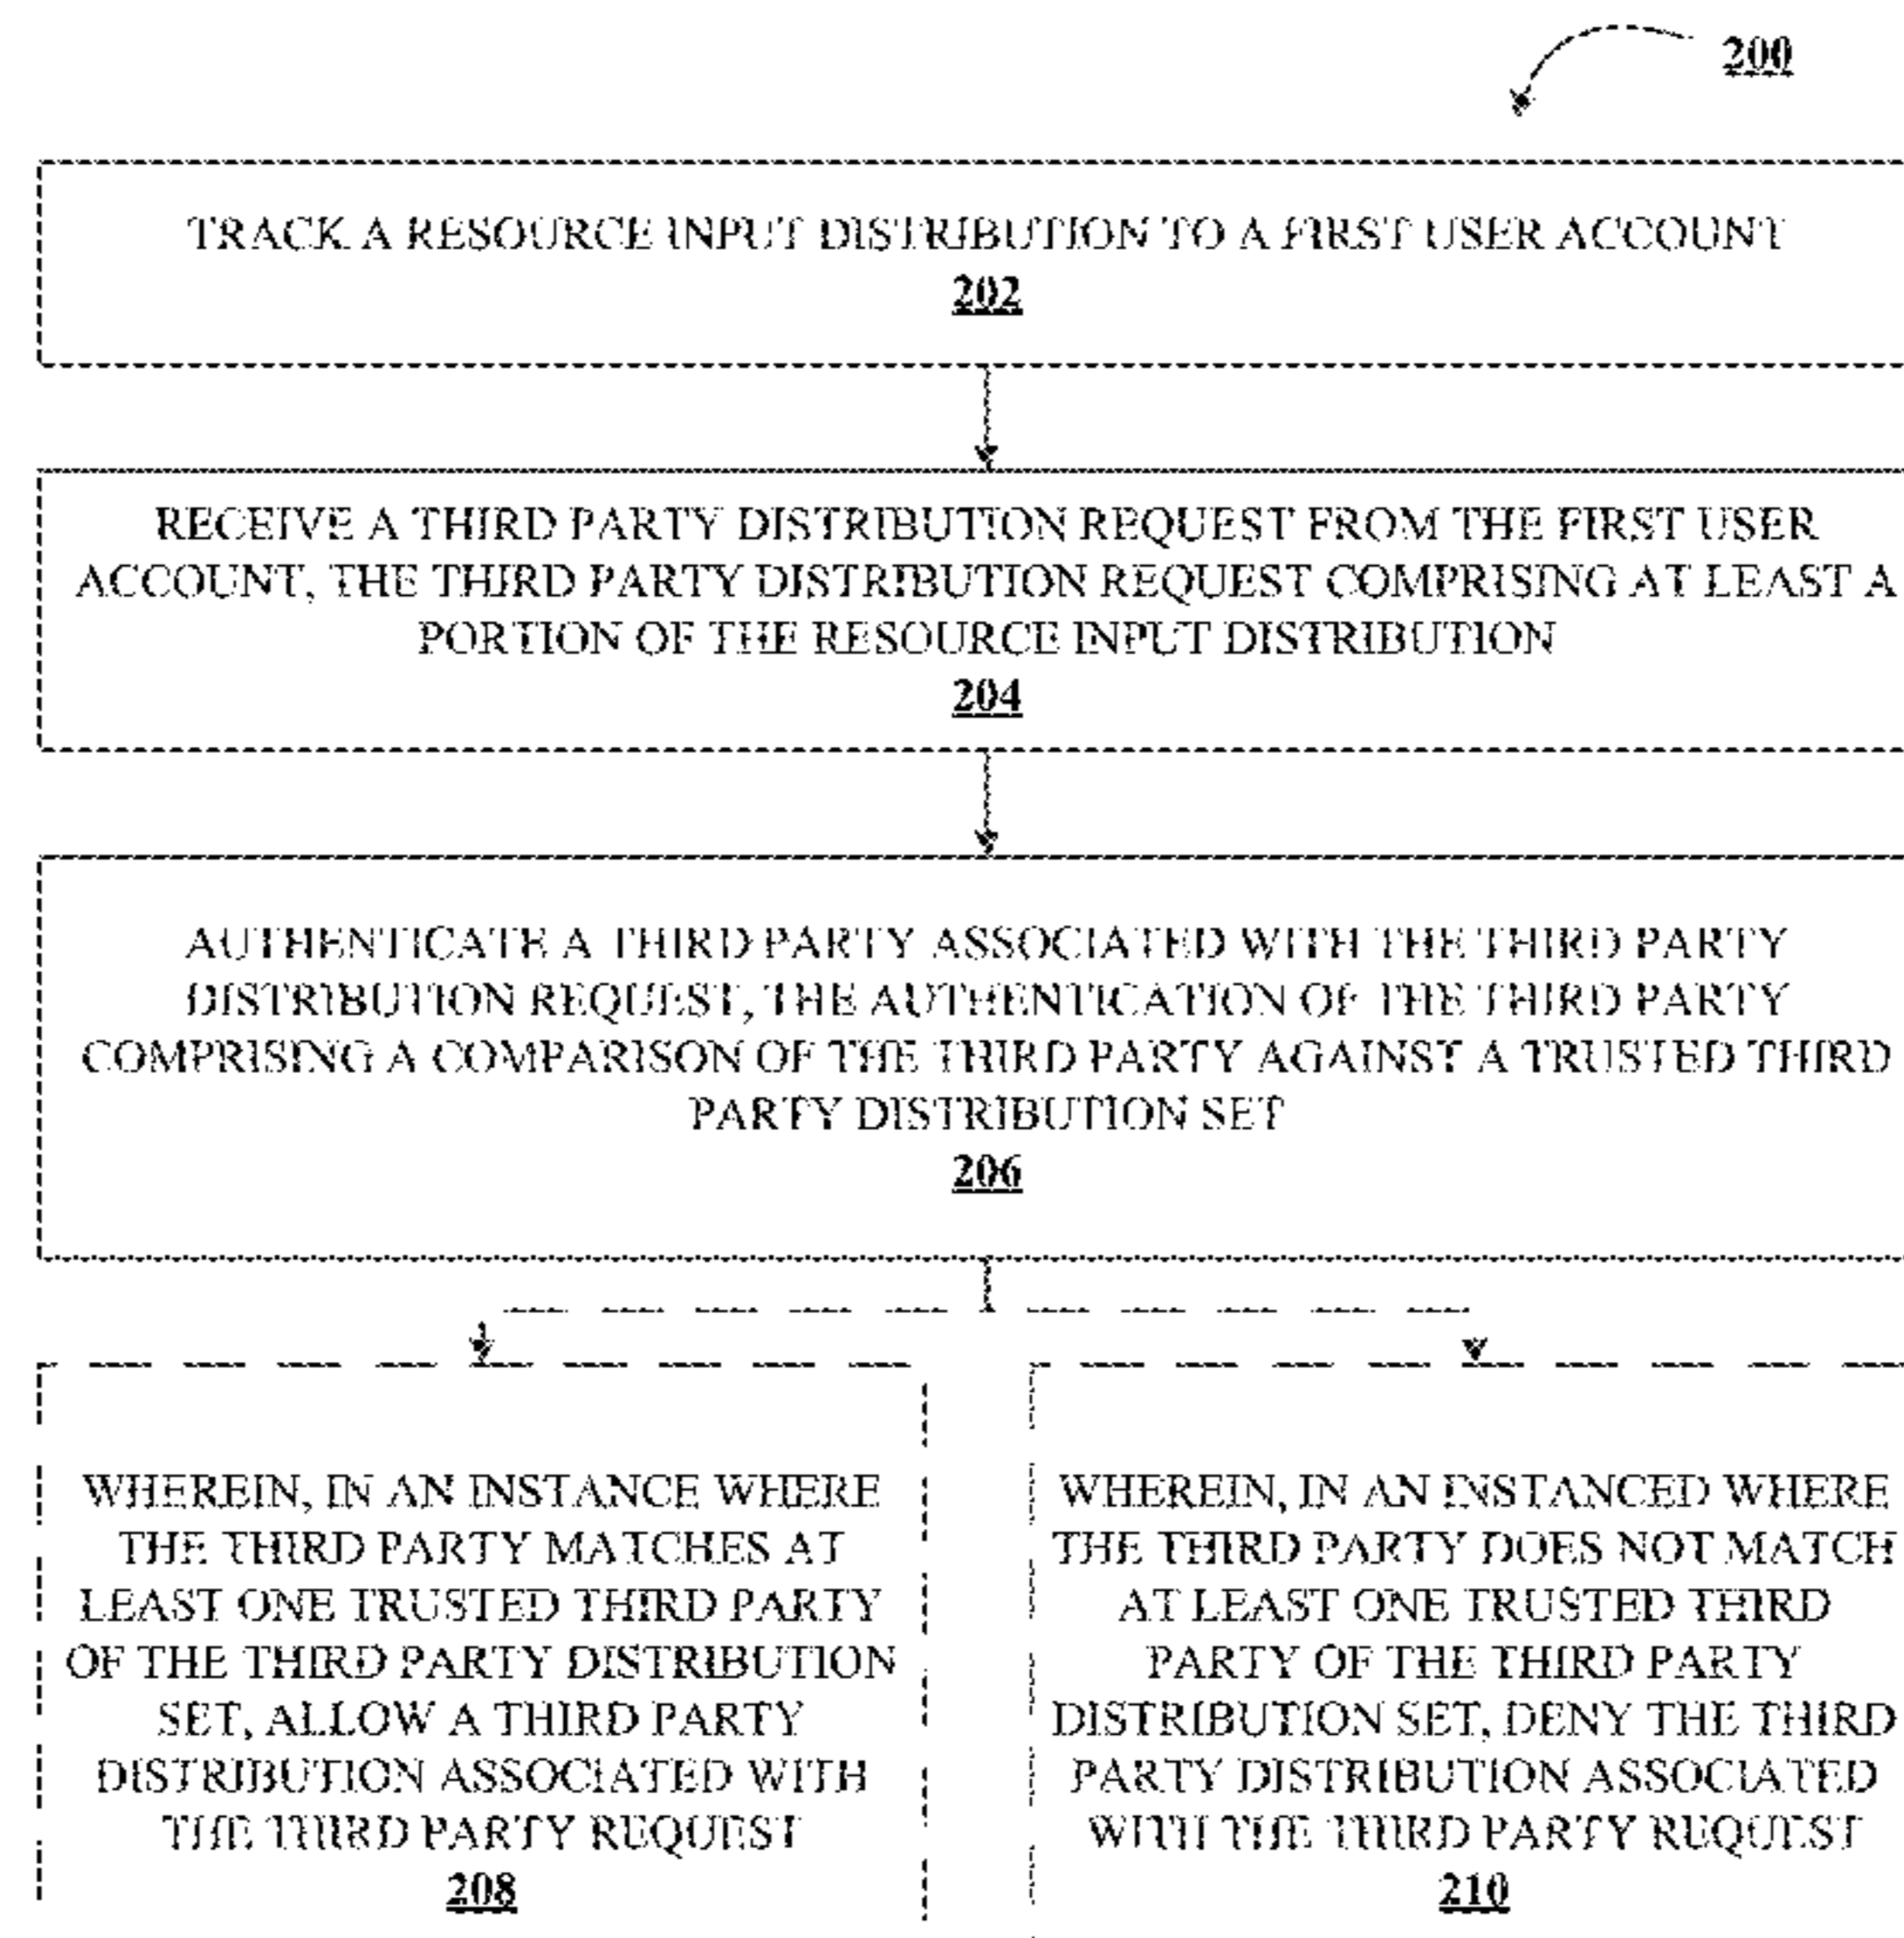 200
TRACK A RESOURCE INPUT DISTRIBUTION TO A FIRST USER ACCOUNT
202
RECEIVE A THIRD PARTY DISTRIBUTION REQUEST FROM THE FIRST USER
ACCOUNT, THE THIRD PARTY DISTRIBUTION REQUEST COMPRISING AT LEAST A
PORTION OF THE RESOURCE INPUT DISTRIBUTION
204
AUTHENTICATE A THIRD PARTY ASSOCIATED WITH THE THIRD PARTY
DISTRIBUTION REQUEST, THE AUTHENTICATION OF THE THIRD PARTY
COMPRISING A COMPARISON OF THE THIRD PARTY AGAINST A TRUSTED THIRD
PARTY DISTRIBUTION SET
206
WHEREIN, IN AN INSTANCE WHERE
THE THIRD PARTY MATCHES AT
LEAST ONE TRUSTED THIRD PARTY
OF THE THIRD PARTY DISTRIBUTION
SET, ALLOW A THIRD PARTY
DISTRIBUTION ASSOCIATED WITH
THE THIRD PARTY REQUEST
208
WHEREIN, IN AN INSTANCED WHERE
THE THIRD PARTY DOES NOT MATCH
AT LEAST ONE TRUSTED THIRD
PARTY OF THE THIRD PARTY
DISTRIBUTION SET, DENY THE THIRD
PARTY DISTRIBUTION ASSOCIATED
WITH THE THIRD PARTY REQUEST
210